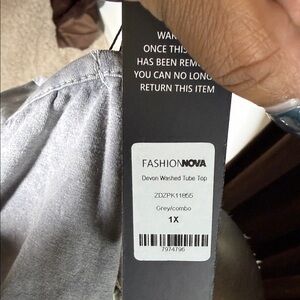 ONCE THIS
HAS BEEN REM
YOU CAN NO LONG
RETURN THIS ITEM
FASHIONNOVA
Devon Washed Tube Top
ZDZPK11855
Grey/combo
1X
7974796